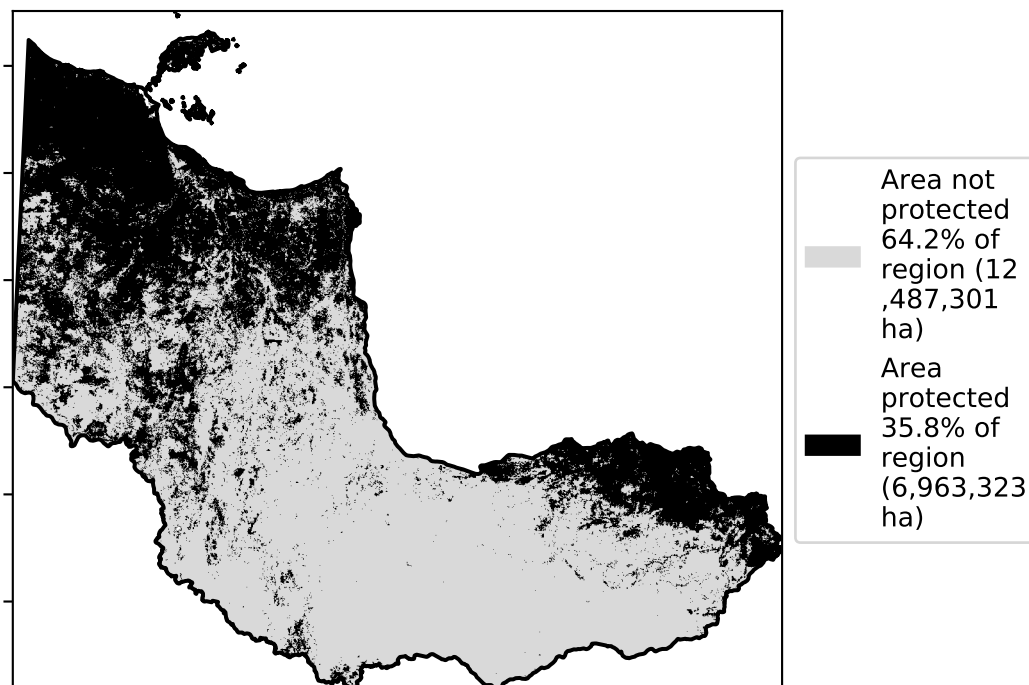 Area not
protected
64.2% of
region (12
,487,301
ha)
Area
protected
35.8% of
region
(6,963,323
ha)